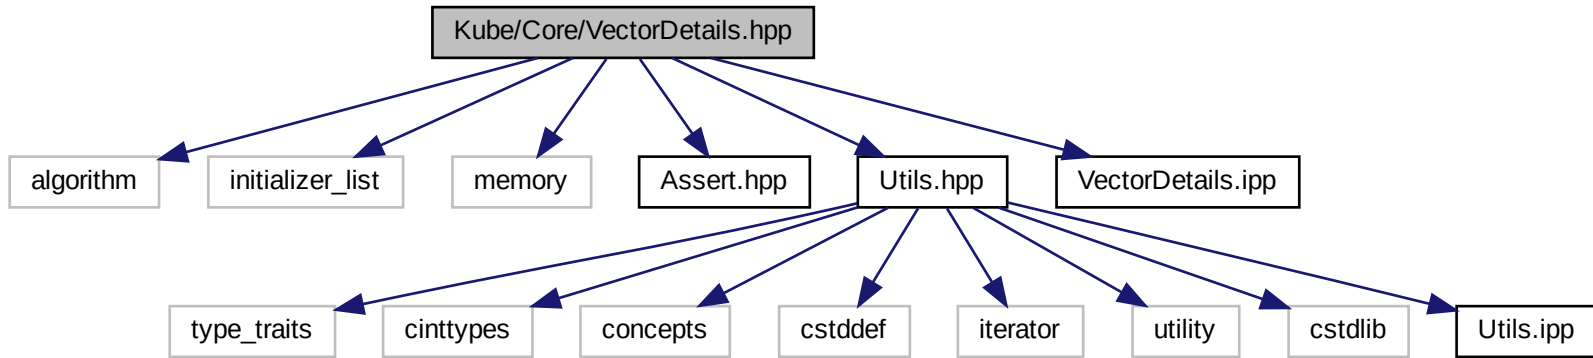 Kube/Core/VectorDetails.hpp
algorithm
initializer_list
memory
Assert.hpp
Utils.hpp
VectorDetails.ipp
type_traits
cinttypes
concepts
cstddef
iterator
utility
cstdlib
Utils.ipp